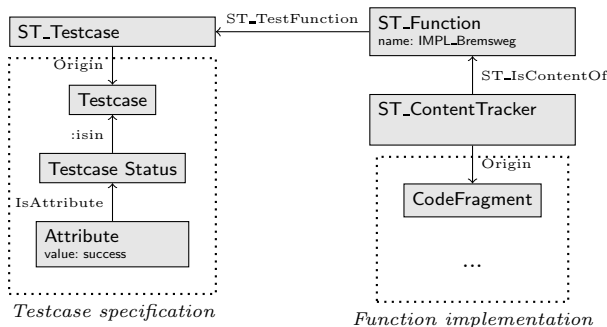 ST_TestFunction
ST_Testcase
ST_Function
name: IMPL_Bremsweg
Origin
ST_IsContentOf
Testcase
ST_ContentTracker
:isin
Origin
Testcase Status
CodeFragment
IsAttribute
Attribute
value: success
...
Testcase specification
Function implementation